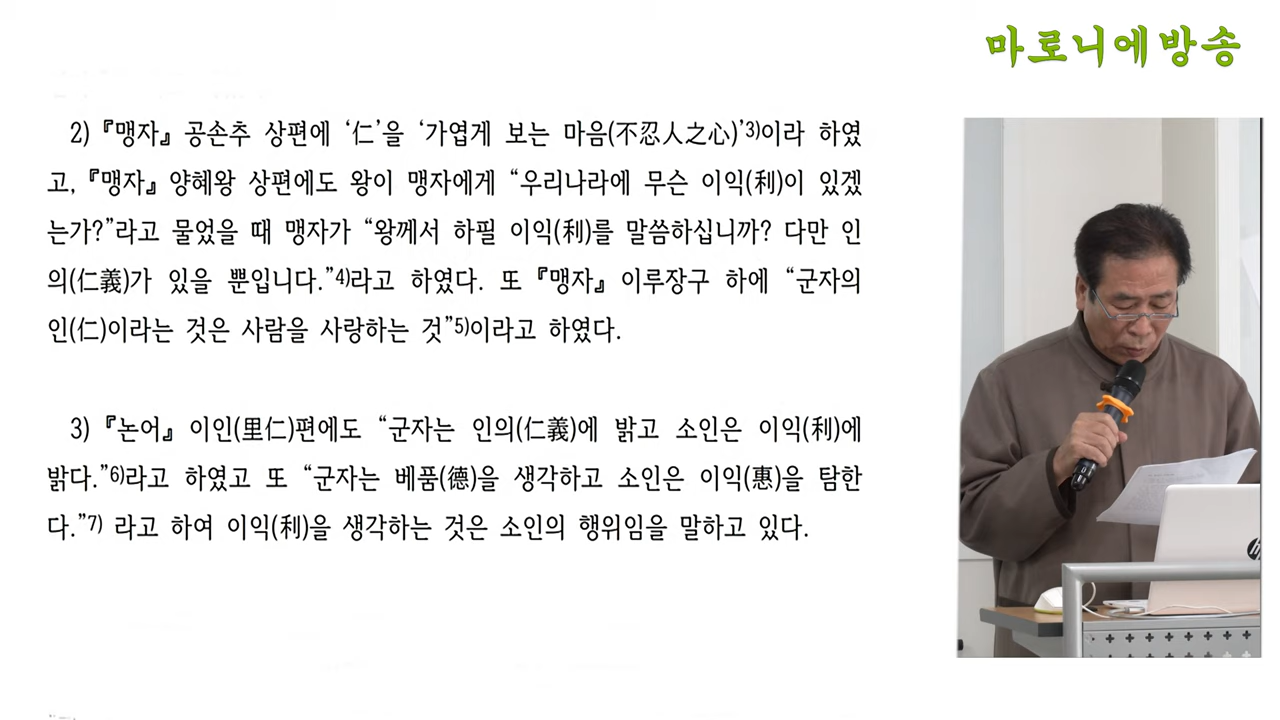 마로니에방송
2) 『맹자』 공손추 상편에 ‘仁’을 ‘가엽게 보는 마음(不忍人之心)’3)이라 하였
고, 『맹자』 양혜왕 상편에도 왕이 맹자에게 “우리나라에 무슨 이익(利)이 있겠
는가?”라고 물었을 때 맹자가 “왕께서 하필 이익(利)를 말씀하십니까? 다만 인
의(仁義)가 있을 뿐입니다.”4)라고 하였다. 또 『맹자』 이루장구 하에 “군자의
인(仁)이라는 것은 사람을 사랑하는 것”5)이라고 하였다.
3) 『논어』 이인(里仁)편에도 “군자는 인의(仁義)에 밝고 소인은 이익(利)에
밝다.”6)라고 하였고 또 “군자는 베품(德)을 생각하고 소인은 이익(惠)을 탐한
다.”7) 라고 하여 이익(利)을 생각하는 것은 소인의 행위임을 말하고 있다.